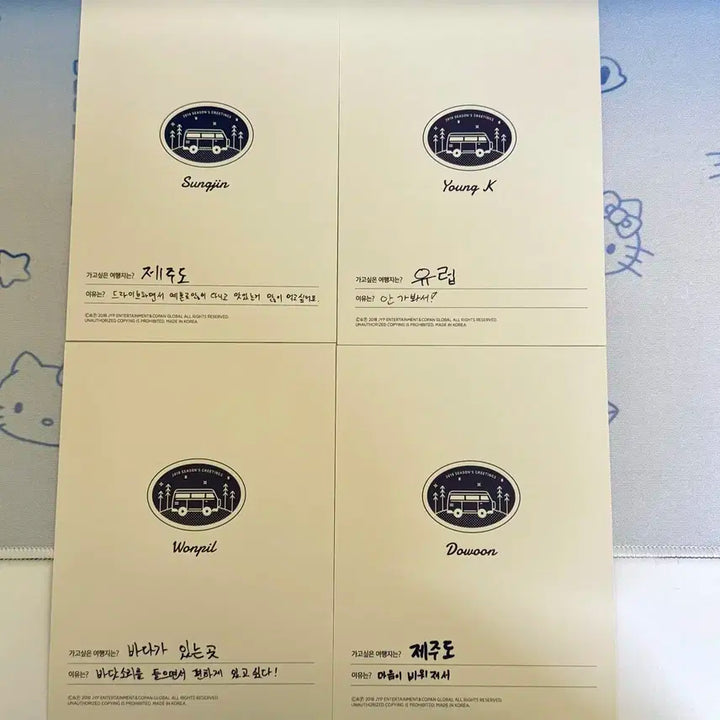 2019 SEASON'S GREETINGS
Sungjin
가고싶은 여행지는? 제주도
이유는? 드라이브하면서 예쁜곳 많이 다니고 맛있는거 많이 먹고싶어요.
ⓒ2018 JYP ENTERTAINMENT&COPAN GLOBAL ALL RIGHTS RESERVED.
UNAUTHORIZED COPYING IS PROHIBITED. MADE IN KOREA.
2019 SEASON'S GREETINGS
Young K
가고싶은 여행지는? 유럽
이유는? 안 가봐서!
ⓒ2018 JYP ENTERTAINMENT&COPAN GLOBAL ALL RIGHTS RESERVED.
UNAUTHORIZED COPYING IS PROHIBITED. MADE IN KOREA.
2019 SEASON'S GREETINGS
Wonpil
가고싶은 여행지는? 바다가 있는곳
이유는? 바닷소리를 들으면서 편하게 있고 싶다!
ⓒ2018 JYP ENTERTAINMENT&COPAN GLOBAL ALL RIGHTS RESERVED.
UNAUTHORIZED COPYING IS PROHIBITED. MADE IN KOREA.
2019 SEASON'S GREETINGS
Dowoon
가고싶은 여행지는? 제주도
이유는? 마음이 비워져서
ⓒ2018 JYP ENTERTAINMENT&COPAN GLOBAL ALL RIGHTS RESERVED.
UNAUTHORIZED COPYING IS PROHIBITED. MADE IN KOREA.